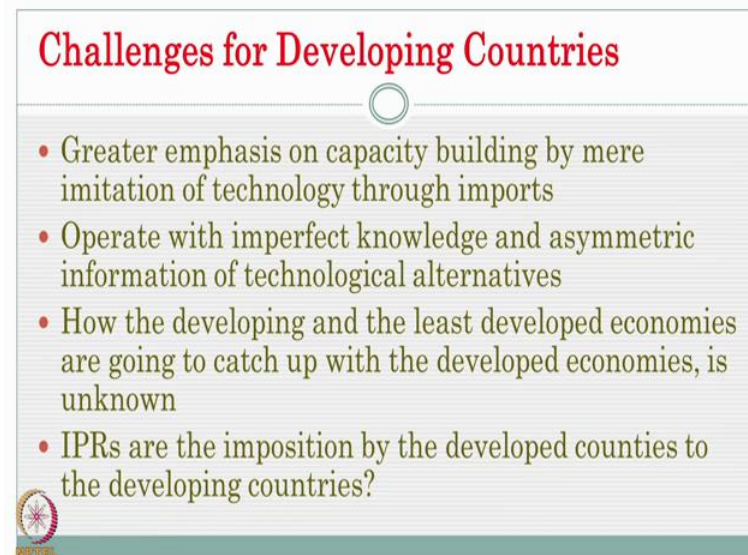 Challenges for Developing Countries
• Greater emphasis on capacity building by mere
imitation of technology through imports
• Operate with imperfect knowledge and asymmetric
information of technological alternatives
• How the developing and the least developed economies
are going to catch up with the developed economies, is
unknown
• IPRs are the imposition by the developed counties to
the developing countries?